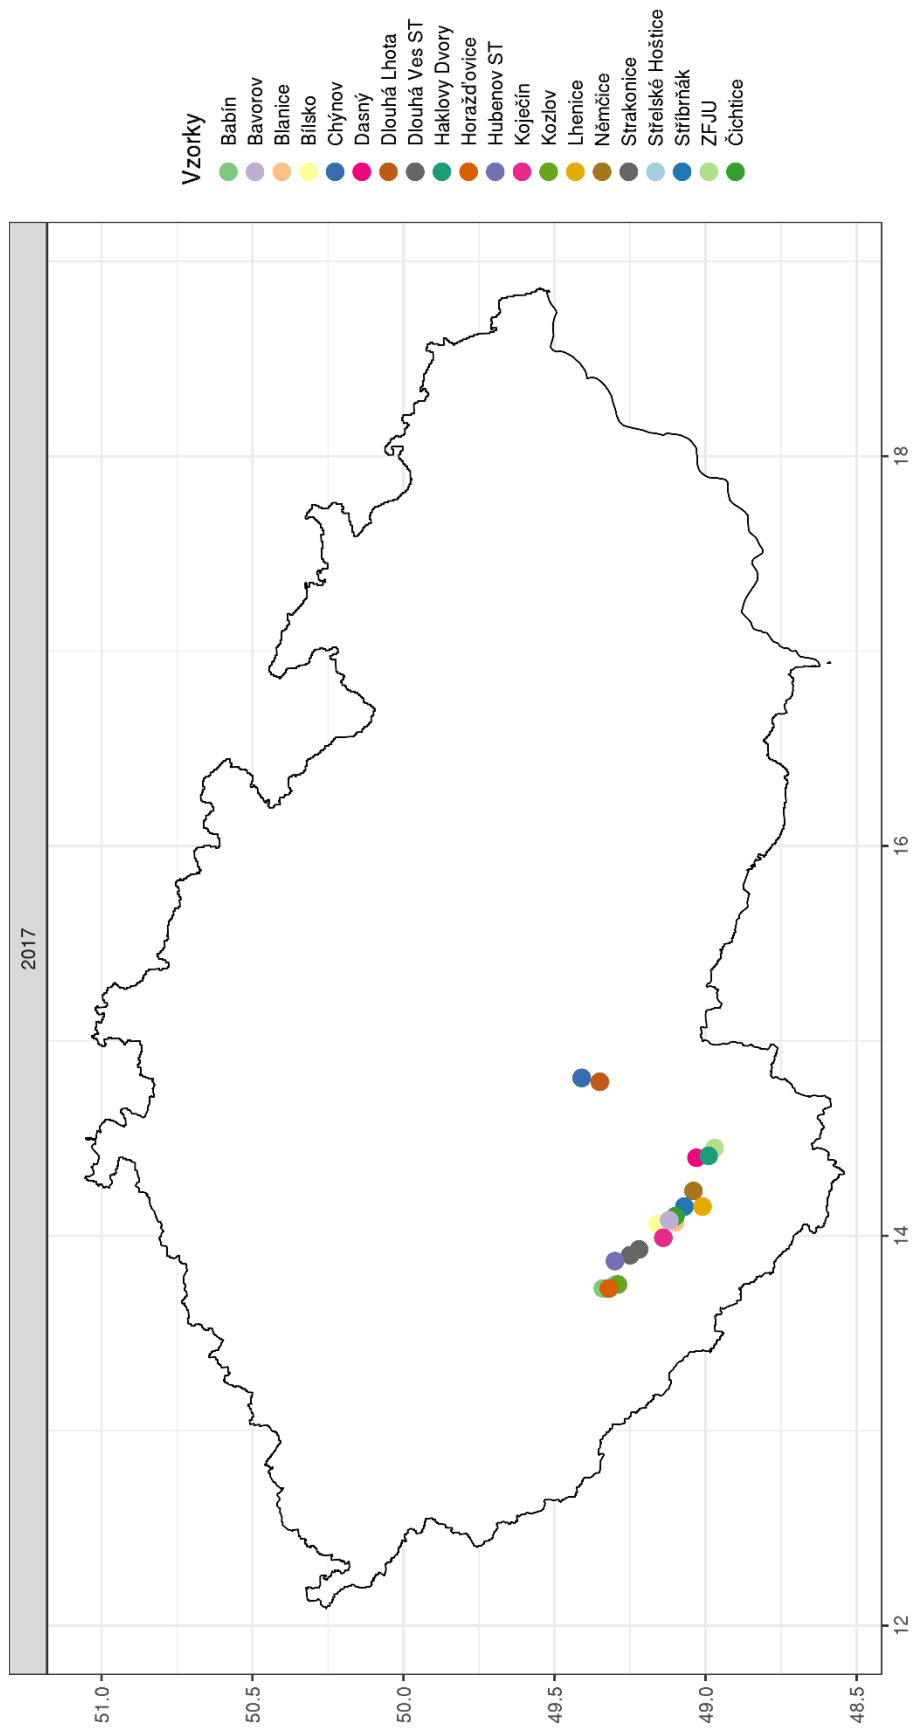 2017
51.0
50.5
50.0
49.5
49.0
48.5
12
14
16
18
Vzorky
Babín
Bavorov
Blanice
Bílsko
Chýnov
Dasný
Dlouhá Lhota
Dlouhá Ves ST
Haklovy Dvory
Horažďovice
Hubenov ST
Koječín
Kozlov
Lhenice
Němčice
Strakonice
Střelské Hoštice
Stříbrňák
ZFJU
Čichtice